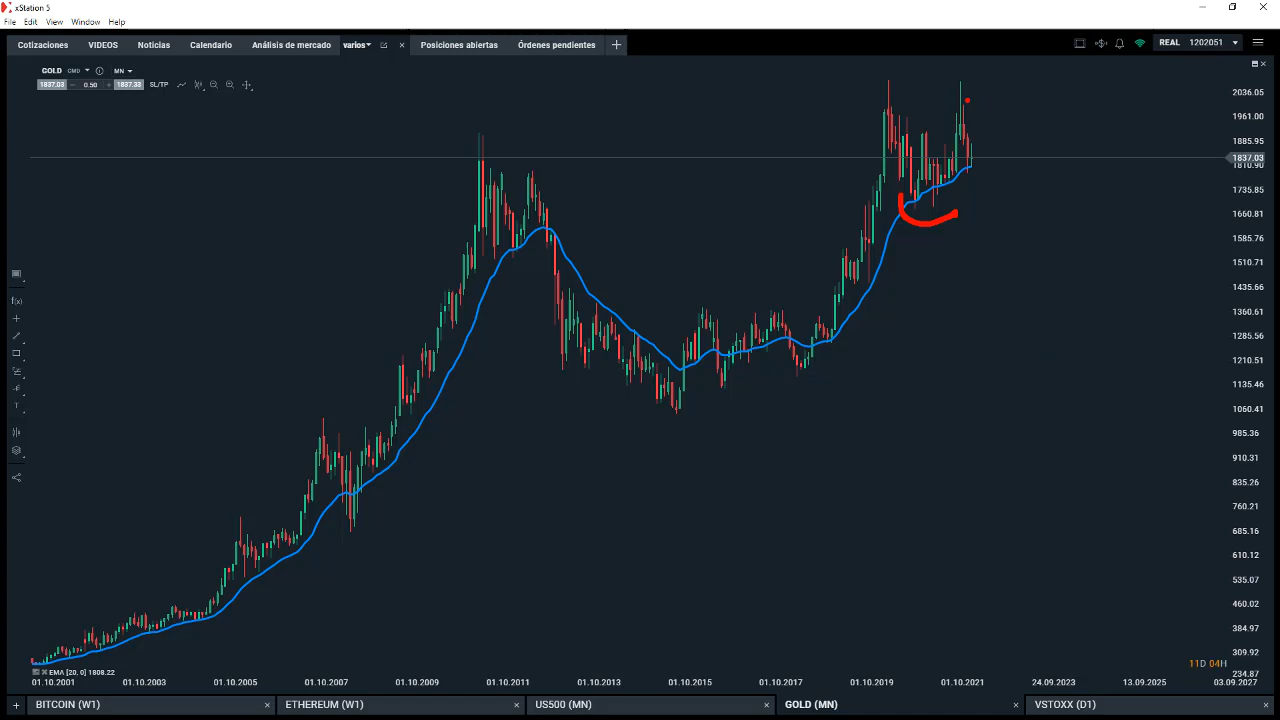 xStation 5
File Edit View Window Help
Cotizaciones VIDEOS Noticias Calendario Análisis de mercado varios Posiciones abiertas Órdenes pendientes + REAL 1202051
GOLD CMD MN
1837.03 0.50 1837.33 SL/TP
2036.05
1961.00
1885.95
1837.03
1810.90
1735.85
1660.81
1585.76
1510.71
1435.66
1360.61
1285.56
1210.51
1135.46
1060.41
985.36
910.31
835.26
760.21
685.16
610.12
535.07
460.02
384.97
309.92
234.87
11D 04H
EMA [20, 0] 1808.22
01.10.2001 01.10.2003 01.10.2005 01.10.2007 01.10.2009 01.10.2011 01.10.2013 01.10.2015 01.10.2017 01.10.2019 01.10.2021 24.09.2023 13.09.2025 03.09.2027
+ BITCOIN (W1) × ETHEREUM (W1) × US500 (MN) × GOLD (MN) × VSTOXX (D1) ×